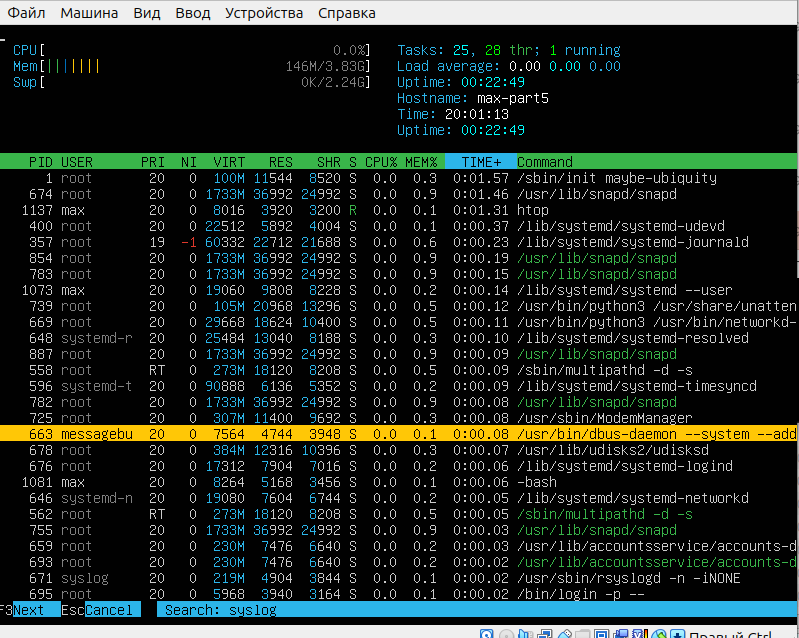 Файл Машина Вид Ввод Устройства Справка
CPU[ 0.0%] Tasks: 25, 28 thr; 1 running
Mem[||||||| 146M/3.83G] Load average: 0.00 0.00 0.00
Swp[ 0K/2.24G] Uptime: 00:22:49
Hostname: max-part5
Time: 20:01:13
Uptime: 00:22:49
PID USER PRI NI VIRT RES SHR S CPU% MEM% TIME+ Command
1 root 20 0 100M 11544 8520 S 0.0 0.3 0:01.57 /sbin/init maybe-ubiquity
674 root 20 0 1733M 36992 24992 S 0.0 0.9 0:01.46 /usr/lib/snapd/snapd
1137 max 20 0 8016 3920 3200 R 0.0 0.1 0:01.31 htop
400 root 20 0 22512 5892 4004 S 0.0 0.1 0:00.37 /lib/systemd/systemd-udevd
357 root 19 -1 60332 22712 21688 S 0.0 0.6 0:00.23 /lib/systemd/systemd-journald
854 root 20 0 1733M 36992 24992 S 0.0 0.9 0:00.19 /usr/lib/snapd/snapd
783 root 20 0 1733M 36992 24992 S 0.0 0.9 0:00.15 /usr/lib/snapd/snapd
1073 max 20 0 19060 9808 8228 S 0.0 0.2 0:00.14 /lib/systemd/systemd --user
739 root 20 0 105M 20968 13296 S 0.0 0.5 0:00.12 /usr/bin/python3 /usr/share/unatten
669 root 20 0 29668 18624 10400 S 0.0 0.5 0:00.11 /usr/bin/python3 /usr/bin/networkd-
648 systemd-r 20 0 25484 13040 8188 S 0.0 0.3 0:00.10 /lib/systemd/systemd-resolved
887 root 20 0 1733M 36992 24992 S 0.0 0.9 0:00.09 /usr/lib/snapd/snapd
558 root RT 0 273M 18120 8208 S 0.0 0.5 0:00.09 /sbin/multipathd -d -s
596 systemd-t 20 0 90888 6136 5352 S 0.0 0.2 0:00.09 /lib/systemd/systemd-timesyncd
782 root 20 0 1733M 36992 24992 S 0.0 0.9 0:00.08 /usr/lib/snapd/snapd
725 root 20 0 307M 11400 9692 S 0.0 0.3 0:00.08 /usr/sbin/ModemManager
663 messagebu 20 0 7564 4744 3948 S 0.0 0.1 0:00.08 /usr/bin/dbus-daemon --system --add
678 root 20 0 384M 12316 10396 S 0.0 0.3 0:00.07 /usr/lib/udisks2/udisksd
676 root 20 0 17312 7904 7016 S 0.0 0.2 0:00.06 /lib/systemd/systemd-logind
1081 max 20 0 8264 5168 3456 S 0.0 0.1 0:00.06 -bash
646 systemd-n 20 0 19080 7604 6744 S 0.0 0.2 0:00.05 /lib/systemd/systemd-networkd
562 root RT 0 273M 18120 8208 S 0.0 0.5 0:00.05 /sbin/multipathd -d -s
755 root 20 0 1733M 36992 24992 S 0.0 0.9 0:00.03 /usr/lib/snapd/snapd
659 root 20 0 230M 7476 6640 S 0.0 0.2 0:00.03 /usr/lib/accountsservice/accounts-d
693 root 20 0 230M 7476 6640 S 0.0 0.2 0:00.02 /usr/lib/accountsservice/accounts-d
671 syslog 20 0 219M 4904 3844 S 0.0 0.1 0:00.02 /usr/sbin/rsyslogd -n -iNONE
695 root 20 0 5968 3940 3164 S 0.0 0.1 0:00.02 /bin/login -p --
F3Next EscCancel Search: syslog
Правый Ctrl